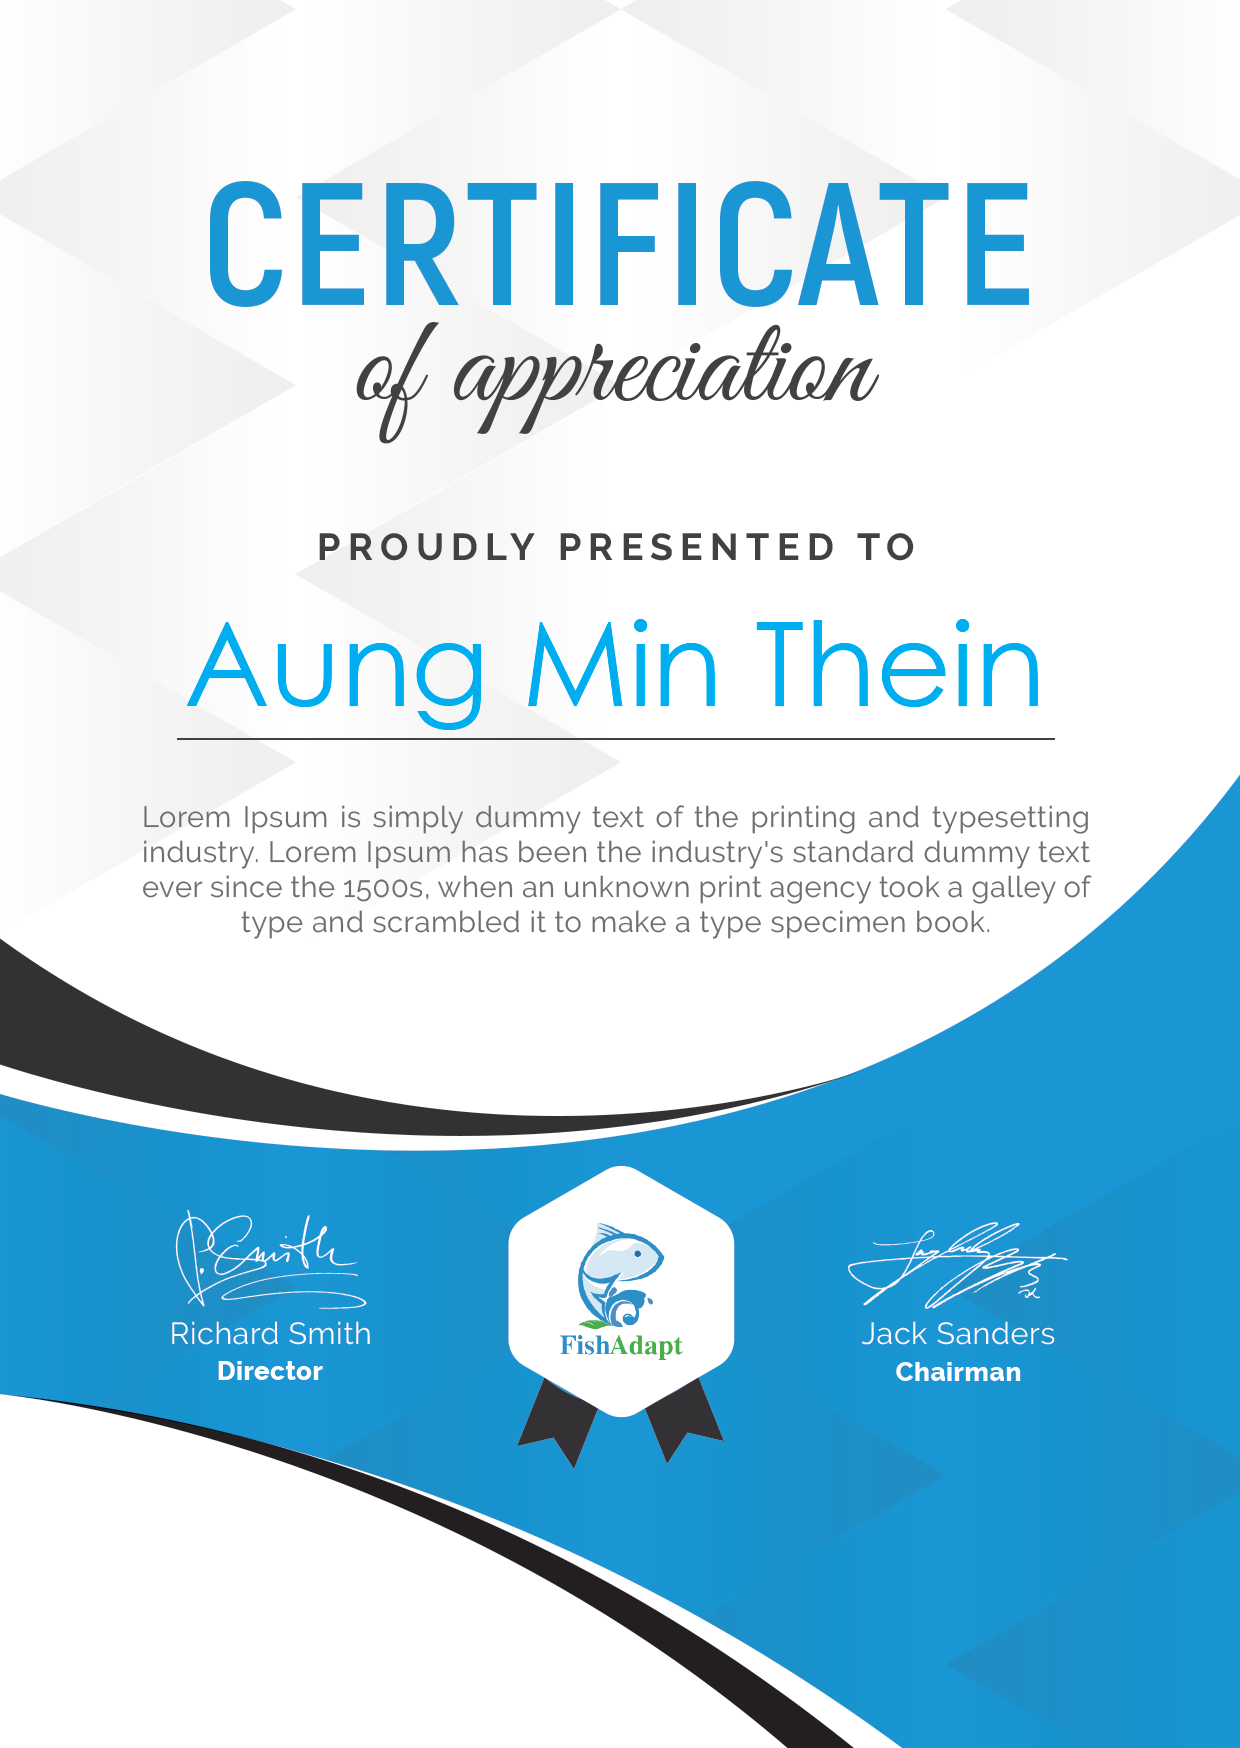 CERTIFICATE
of appreciation
PROUDLY PRESENTED TO
Aung Min Thein
Lorem Ipsum is simply dummy text of the printing and typesetting
industry. Lorem Ipsum has been the industry's standard dummy text
ever since the 1500s, when an unknown print agency took a galley of
type and scrambled it to make a type specimen book.
Richard Smith
Director
FishAdapt
Jack Sanders
Chairman